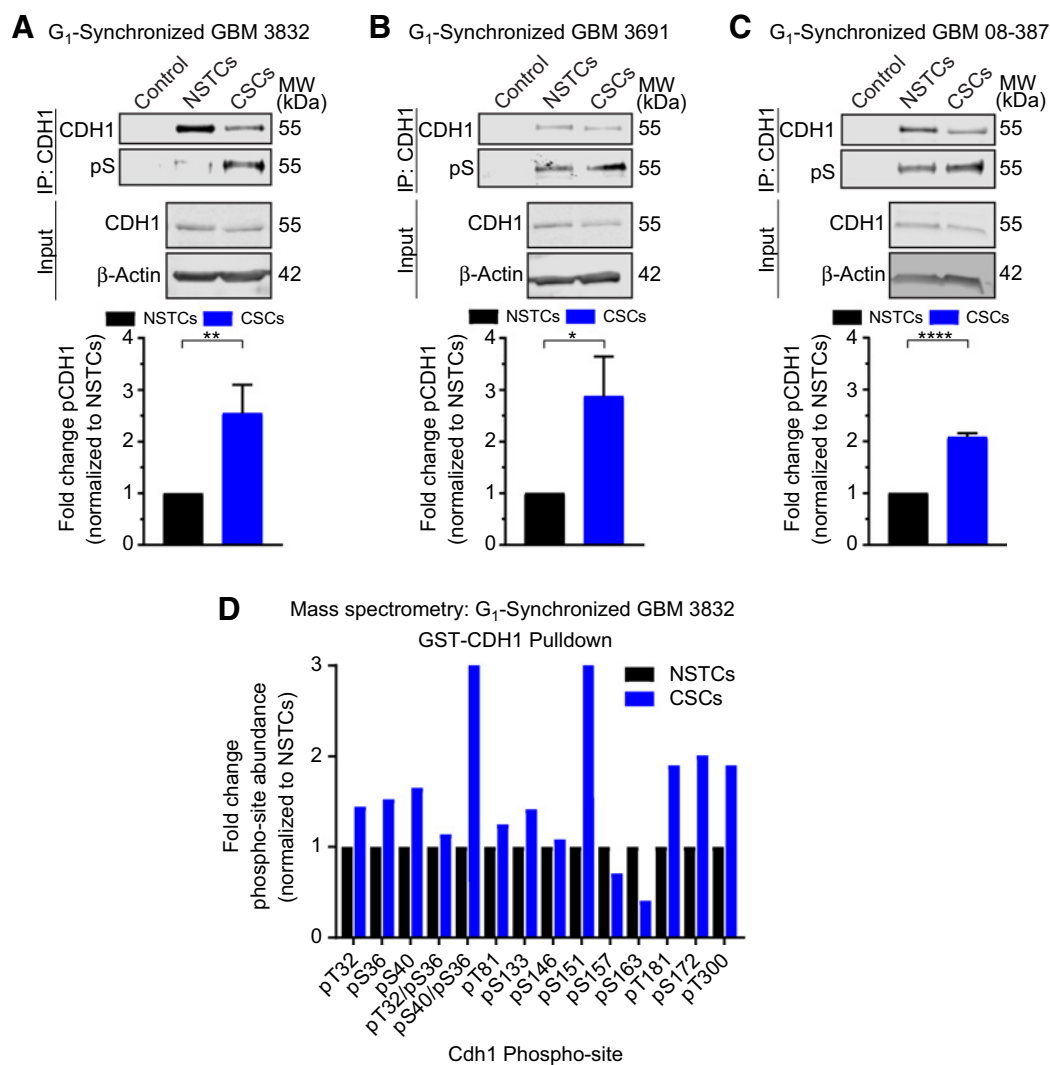 A G1-Synchronized GBM 3832
Control
NSTCs
CSCs
MW
(kDa)
IP: CDH1
CDH1
55
pS
55
Input
CDH1
55
β-Actin
42
NSTCs
CSCs
Fold change pCDH1
(normalized to NSTCs)
4
3
2
1
0
**
B G1-Synchronized GBM 3691
Control
NSTCs
CSCs
MW
(kDa)
IP: CDH1
CDH1
55
pS
55
Input
CDH1
55
β-Actin
42
NSTCs
CSCs
Fold change pCDH1
(normalized to NSTCs)
4
3
2
1
0
*
C G1-Synchronized GBM 08-387
Control
NSTCs
CSCs
MW
(kDa)
IP: CDH1
CDH1
55
pS
55
Input
CDH1
55
β-Actin
42
NSTCs
CSCs
Fold change pCDH1
(normalized to NSTCs)
4
3
2
1
0
****
D Mass spectrometry: G1-Synchronized GBM 3832
GST-CDH1 Pulldown
NSTCs
CSCs
Fold change
phospho-site abundance
(normalized to NSTCs)
3
2
1
0
pT32
pS36
pS40
pT32/pS36
pS40/pS36
pT81
pS133
pS146
pS151
pS157
pS163
pT181
pS172
pT300
Cdh1 Phospho-site